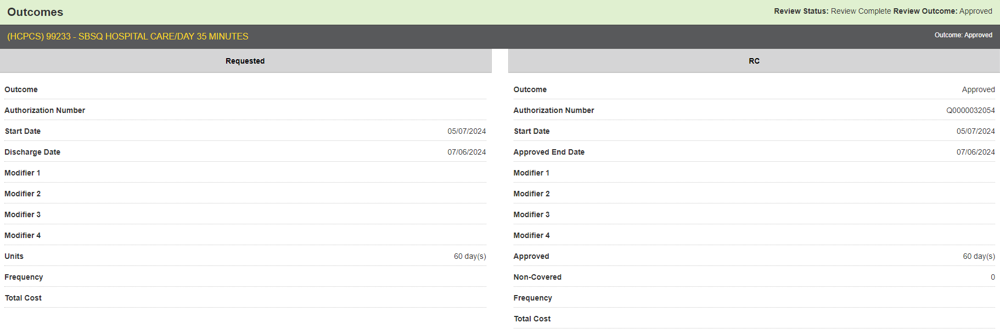 Outcomes
Review Status: Review Complete Review Outcome: Approved
(HCPCS) 99233 - SBSQ HOSPITAL CARE/DAY 35 MINUTES
Outcome: Approved
Requested
Outcome
Authorization Number
Start Date 05/07/2024
Discharge Date 07/06/2024
Modifier 1
Modifier 2
Modifier 3
Modifier 4
Units 60 day(s)
Frequency
Total Cost
RC
Outcome Approved
Authorization Number Q0000032054
Start Date 05/07/2024
Approved End Date 07/06/2024
Modifier 1
Modifier 2
Modifier 3
Modifier 4
Approved 60 day(s)
Non-Covered 0
Frequency
Total Cost